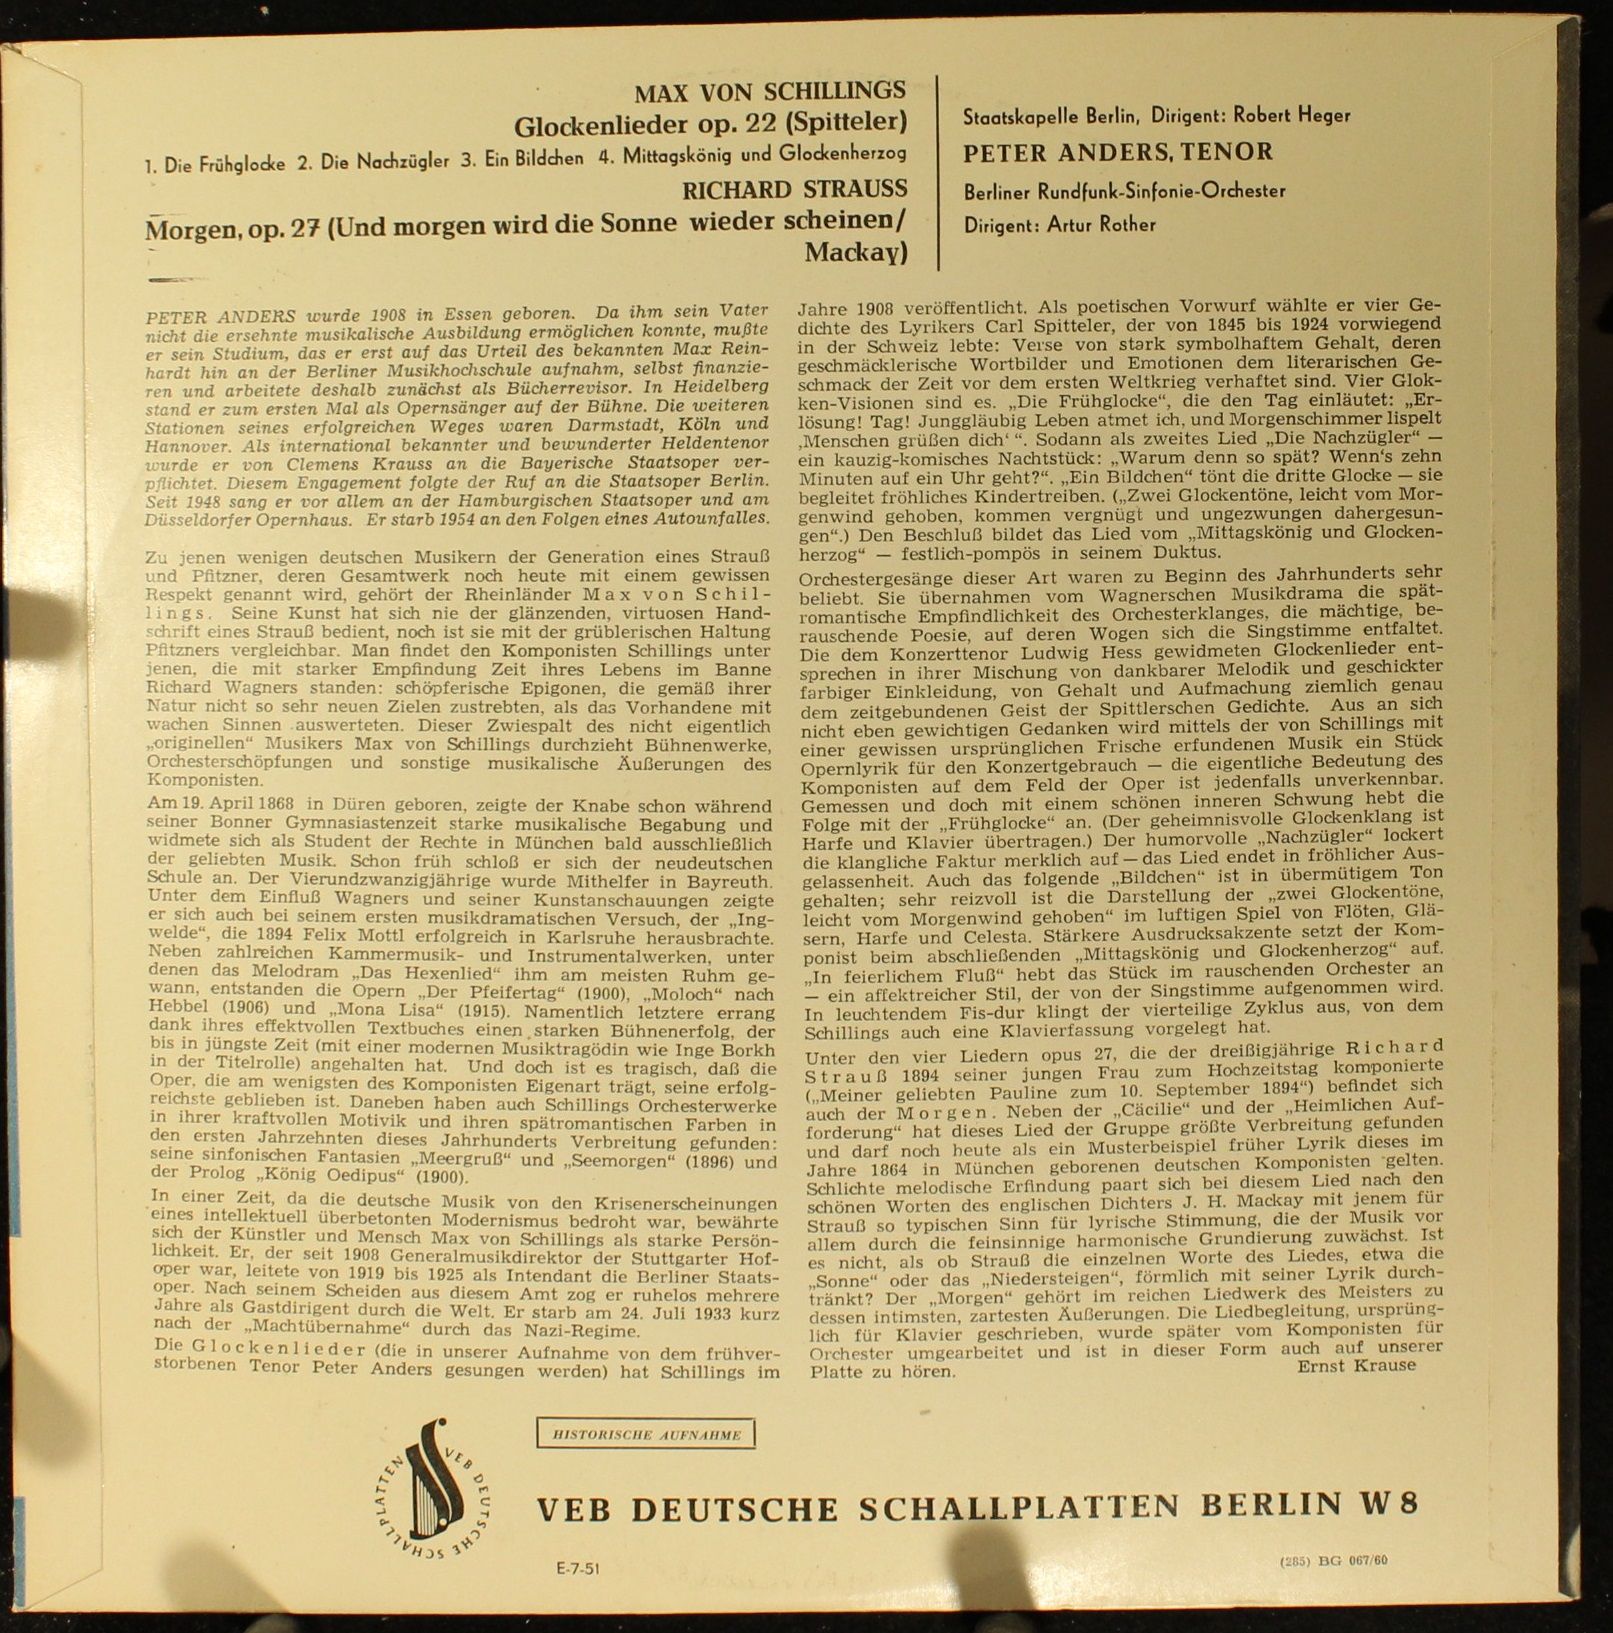 MAX VON SCHILLINGS
Glockenlieder op. 22 (Spitteler)
1. Die Frühglocke 2. Die Nachzügler 3. Ein Bildchen 4. Mittagskönig und Glockenherzog
RICHARD STRAUSS
Morgen, op. 27 (Und morgen wird die Sonne wieder scheinen/
Mackay)
Staatskapelle Berlin, Dirigent: Robert Heger
PETER ANDERS, TENOR
Berliner Rundfunk-Sinfonie-Orchester
Dirigent: Artur Rother
PETER ANDERS wurde 1908 in Essen geboren. Da ihm sein Vater
nicht die ersehnte musikalische Ausbildung ermöglichen konnte, mußte
er sein Studium, das er erst auf das Urteil des bekannten Max Rein-
hardt hin an der Berliner Musikhochschule aufnahm, selbst finanzie-
ren und arbeitete deshalb zunächst als Bücherrevisor. In Heidelberg
stand er zum ersten Mal als Opernsänger auf der Bühne. Die weiteren
Stationen seines erfolgreichen Weges waren Darmstadt, Köln und
Hannover. Als international bekannter und bewunderter Heldentenor
wurde er von Clemens Krauss an die Bayerische Staatsoper ver-
pflichtet. Diesem Engagement folgte der Ruf an die Staatsoper Berlin.
Seit 1948 sang er vor allem an der Hamburgischen Staatsoper und am
Düsseldorfer Opernhaus. Er starb 1954 an den Folgen eines Autounfalles.
Zu jenen wenigen deutschen Musikern der Generation eines Strauß
und Pfitzner, deren Gesamtwerk noch heute mit einem gewissen
Respekt genannt wird, gehört der Rheinländer Max von Schil-
lings. Seine Kunst hat sich nie der glänzenden, virtuosen Hand-
schrift eines Strauß bedient, noch ist sie mit der grüblerischen Haltung
Pfitzners vergleichbar. Man findet den Komponisten Schillings unter
jenen, die mit starker Empfindung Zeit ihres Lebens im Banne
Richard Wagners standen: schöpferische Epigonen, die gemäß ihrer
Natur nicht so sehr neuen Zielen zustrebten, als das Vorhandene mit
wachen Sinnen auswerteten. Dieser Zwiespalt des nicht eigentlich
„originellen“ Musikers Max von Schillings durchzieht Bühnenwerke,
Orchesterschöpfungen und sonstige musikalische Äußerungen des
Komponisten.
Am 19. April 1868 in Düren geboren, zeigte der Knabe schon während
seiner Bonner Gymnasiastenzeit starke musikalische Begabung und
widmete sich als Student der Rechte in München bald ausschließlich
der geliebten Musik. Schon früh schloß er sich der neudeutschen
Schule an. Der Vierundzwanzigjährige wurde Mithelfer in Bayreuth.
Unter dem Einfluß Wagners und seiner Kunstanschauungen zeigte
er sich auch bei seinem ersten musikdramatischen Versuch, der „Ing-
welde“, die 1894 Felix Mottl erfolgreich in Karlsruhe herausbrachte.
Neben zahlreichen Kammermusik- und Instrumentalwerken, unter
denen das Melodram „Das Hexenlied“ ihm am meisten Ruhm ge-
wann, entstanden die Opern „Der Pfeifertag“ (1900), „Moloch“ nach
Hebbel (1906) und „Mona Lisa“ (1915). Namentlich letztere errang
dank ihres effektvollen Textbuches einen starken Bühnenerfolg, der
bis in jüngste Zeit (mit einer modernen Musiktragödin wie Inge Borkh
in der Titelrolle) angehalten hat. Und doch ist es tragisch, daß die
Oper, die am wenigsten des Komponisten Eigenart trägt, seine erfolg-
reichste geblieben ist. Daneben haben auch Schillings Orchesterwerke
in ihrer kraftvollen Motivik und ihren spätromantischen Farben in
den ersten Jahrzehnten dieses Jahrhunderts Verbreitung gefunden:
seine sinfonischen Fantasien „Meergruß“ und „Seemorgen“ (1896) und
der Prolog „König Oedipus“ (1900).
In einer Zeit, da die deutsche Musik von den Krisenerscheinungen
eines intellektuell überbetonten Modernismus bedroht war, bewährte
sich der Künstler und Mensch Max von Schillings als starke Persön-
lichkeit. Er, der seit 1908 Generalmusikdirektor der Stuttgarter Hof-
oper war, leitete von 1919 bis 1925 als Intendant die Berliner Staats-
oper. Nach seinem Scheiden aus diesem Amt zog er ruhelos mehrere
Jahre als Gastdirigent durch die Welt. Er starb am 24. Juli 1933 kurz
nach der „Machtübernahme“ durch das Nazi-Regime.
Die Glockenlieder (die in unserer Aufnahme von dem frühver-
storbenen Tenor Peter Anders gesungen werden) hat Schillings im
Jahre 1908 veröffentlicht. Als poetischen Vorwurf wählte er vier Ge-
dichte des Lyrikers Carl Spitteler, der von 1845 bis 1924 vorwiegend
in der Schweiz lebte: Verse von stark symbolhaftem Gehalt, deren
geschmäcklerische Wortbilder und Emotionen dem literarischen Ge-
schmack der Zeit vor dem ersten Weltkrieg verhaftet sind. Vier Glok-
ken-Visionen sind es. „Die Frühglocke“, die den Tag einläutet: „Er-
lösung! Tag! Junggläubig Leben atmet ich, und Morgenschimmer lispelt
‚Menschen grüßen dich‘“. Sodann als zweites Lied „Die Nachzügler“ —
ein kauzig-komisches Nachtstück: „Warum denn so spät? Wenn's zehn
Minuten auf ein Uhr geht?“. „Ein Bildchen“ tönt die dritte Glocke — sie
begleitet fröhliches Kindertreiben. („Zwei Glockentöne, leicht vom Mor-
genwind gehoben, kommen vergnügt und ungezwungen dahergesun-
gen“.) Den Beschluß bildet das Lied vom „Mittagskönig und Glocken-
herzog“ — festlich-pompös in seinem Duktus.
Orchestergesänge dieser Art waren zu Beginn des Jahrhunderts sehr
beliebt. Sie übernahmen vom Wagnerschen Musikdrama die spät-
romantische Empfindlichkeit des Orchesterklanges, die mächtige, be-
rauschende Poesie, auf deren Wogen sich die Singstimme entfaltet.
Die dem Konzerttenor Ludwig Hess gewidmeten Glockenlieder ent-
sprechen in ihrer Mischung von dankbarer Melodik und geschickter
farbiger Einkleidung, von Gehalt und Aufmachung ziemlich genau
dem zeitgebundenen Geist der Spittlerschen Gedichte. Aus an sich
nicht eben gewichtigen Gedanken wird mittels der von Schillings mit
einer gewissen ursprünglichen Frische erfundenen Musik ein Stück
Opernlyrik für den Konzertgebrauch — die eigentliche Bedeutung des
Komponisten auf dem Feld der Oper ist jedenfalls unverkennbar.
Gemessen und doch mit einem schönen inneren Schwung hebt die
Folge mit der „Frühglocke“ an. (Der geheimnisvolle Glockenklang ist
Harfe und Klavier übertragen.) Der humorvolle „Nachzügler“ lockert
die klangliche Faktur merklich auf — das Lied endet in fröhlicher Aus-
gelassenheit. Auch das folgende „Bildchen“ ist in übermütigem Ton
gehalten; sehr reizvoll ist die Darstellung der „zwei Glockentöne,
leicht vom Morgenwind gehoben“ im luftigen Spiel von Flöten, Glä-
sern, Harfe und Celesta. Stärkere Ausdrucksakzente setzt der Kom-
ponist beim abschließenden „Mittagskönig und Glockenherzog“ auf.
„In feierlichem Fluß“ hebt das Stück im rauschenden Orchester an
— ein affektreicher Stil, der von der Singstimme aufgenommen wird.
In leuchtendem Fis-dur klingt der vierteilige Zyklus aus, von dem
Schillings auch eine Klavierfassung vorgelegt hat.
Unter den vier Liedern opus 27, die der dreißigjährige Richard
Strauß 1894 seiner jungen Frau zum Hochzeitstag komponierte
(„Meiner geliebten Pauline zum 10. September 1894“) befindet sich
auch der Morgen. Neben der „Cäcilie“ und der „Heimlichen Auf-
forderung“ hat dieses Lied der Gruppe größte Verbreitung gefunden
und darf noch heute als ein Musterbeispiel früher Lyrik dieses im
Jahre 1864 in München geborenen deutschen Komponisten gelten.
Schlichte melodische Erfindung paart sich bei diesem Lied nach den
schönen Worten des englischen Dichters J. H. Mackay mit jenem für
Strauß so typischen Sinn für lyrische Stimmung, die der Musik vor
allem durch die feinsinnige harmonische Grundierung zuwächst. Ist
es nicht, als ob Strauß die einzelnen Worte des Liedes, etwa die
„Sonne“ oder das „Niedersteigen“, förmlich mit seiner Lyrik durch-
tränkt? Der „Morgen“ gehört im reichen Liedwerk des Meisters zu
dessen intimsten, zartesten Äußerungen. Die Liedbegleitung, ursprüng-
lich für Klavier geschrieben, wurde später vom Komponisten für
Orchester umgearbeitet und ist in dieser Form auch auf unserer
Platte zu hören.
Ernst Krause
HISTORISCHE AUFNAHME
VEB DEUTSCHE SCHALLPLATTEN
VEB DEUTSCHE SCHALLPLATTEN BERLIN W 8
E-7-51
(285) BG 067/60